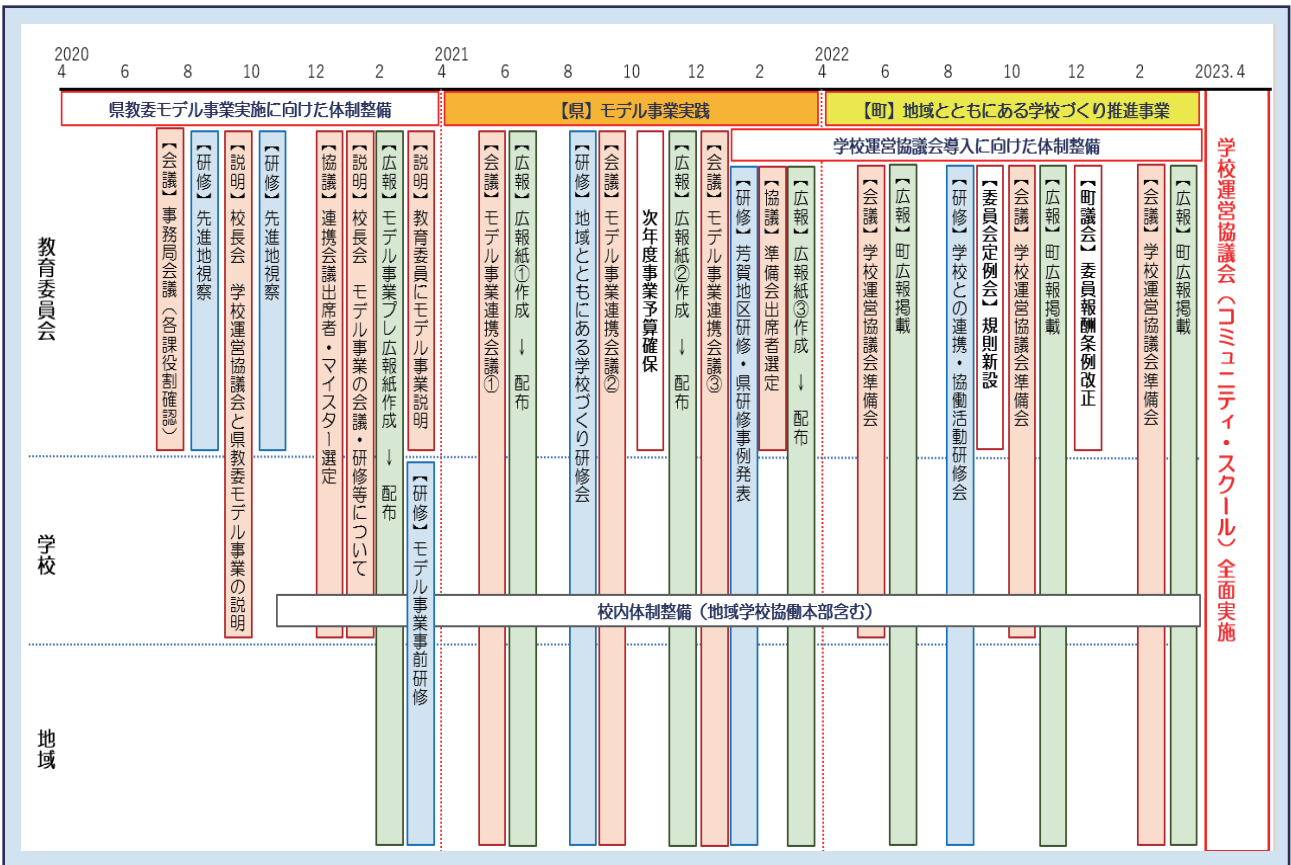 2020 2021 2022
4 6 8 10 12 2 4 6 8 10 12 2 4 6 8 10 12 2 2023.4
県教委モデル事業実施に向けた体制整備
【県】モデル事業実践
【町】地域とともにある学校づくり推進事業
学校運営協議会導入に向けた体制整備
教育委員会
学校
地域
【会議】事務局会議（各課役割確認）
【研修】先進地視察
【説明】校長会 学校運営協議会と県教委モデル事業の説明
【研修】先進地視察
【協議】連携会議出席者・マイスター選定
【説明】校長会 モデル事業の会議・研修等について
【広報】モデル事業プレ広報紙作成 → 配布
【説明】教育委員にモデル事業説明
【研修】モデル事業事前研修
【会議】モデル事業連携会議①
【広報】広報紙①作成 → 配布
【研修】地域とともにある学校づくり研修会
【会議】モデル事業連携会議②
次年度事業予算確保
【広報】広報紙②作成 → 配布
【会議】モデル事業連携会議③
【研修】芳賀地区研修・県研修事例発表
【協議】準備会出席者選定
【広報】広報紙③作成 → 配布
【会議】学校運営協議会準備会
【広報】町広報掲載
【研修】学校との連携・協働活動研修会
【委員会定例会】規則新設
【会議】学校運営協議会準備会
【広報】町広報掲載
【町議会】委員報酬条例改正
【会議】学校運営協議会準備会
【広報】町広報掲載
校内体制整備（地域学校協働本部含む）
学校運営協議会（コミュニティ・スクール）全面実施